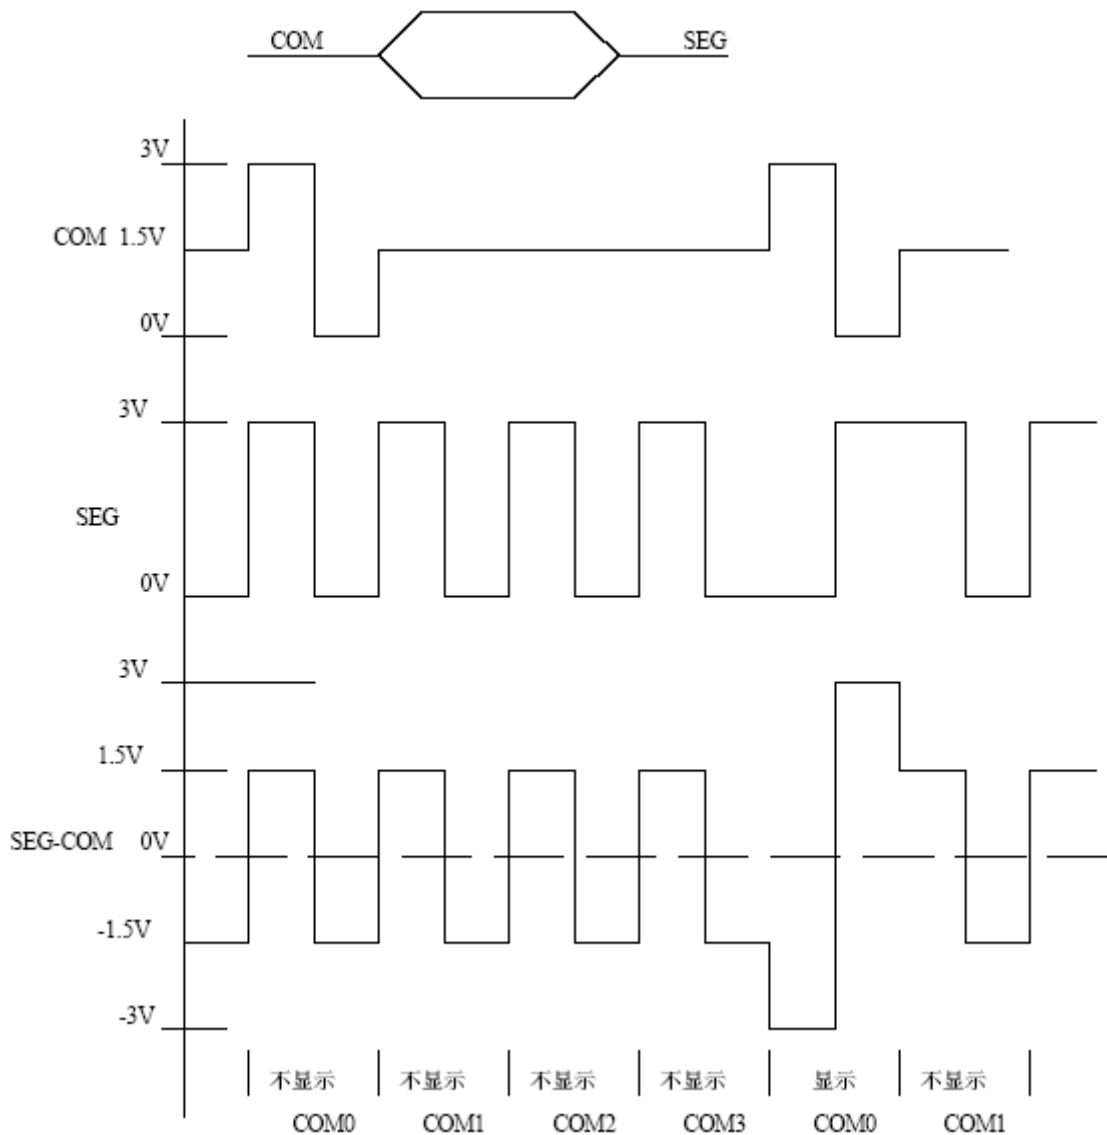 COM SEG
3V
COM 1.5V
0V
3V
SEG
0V
3V
1.5V
SEG-COM 0V
-1.5V
-3V
不显示 不显示 不显示 不显示 显示 不显示
COM0 COM1 COM2 COM3 COM0 COM1